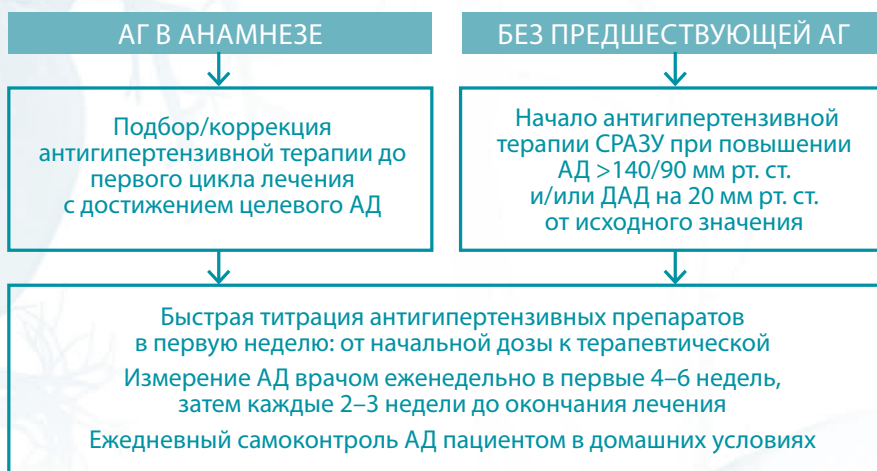 АГ В АНАМНЕЗЕ
Подбор/коррекция
антигипертензивной терапии до
первого цикла лечения
с достижением целевого АД
БЕЗ ПРЕДШЕСТВУЮЩЕЙ АГ
Начало антигипертензивной
терапии СРАЗУ при повышении
АД >140/90 мм рт. ст.
и/или ДАД на 20 мм рт. ст.
от исходного значения
Быстрая титрация антигипертензивных препаратов
в первую неделю: от начальной дозы к терапевтической
Измерение АД врачом еженедельно в первые 4–6 недель,
затем каждые 2–3 недели до окончания лечения
Ежедневный самоконтроль АД пациентом в домашних условиях